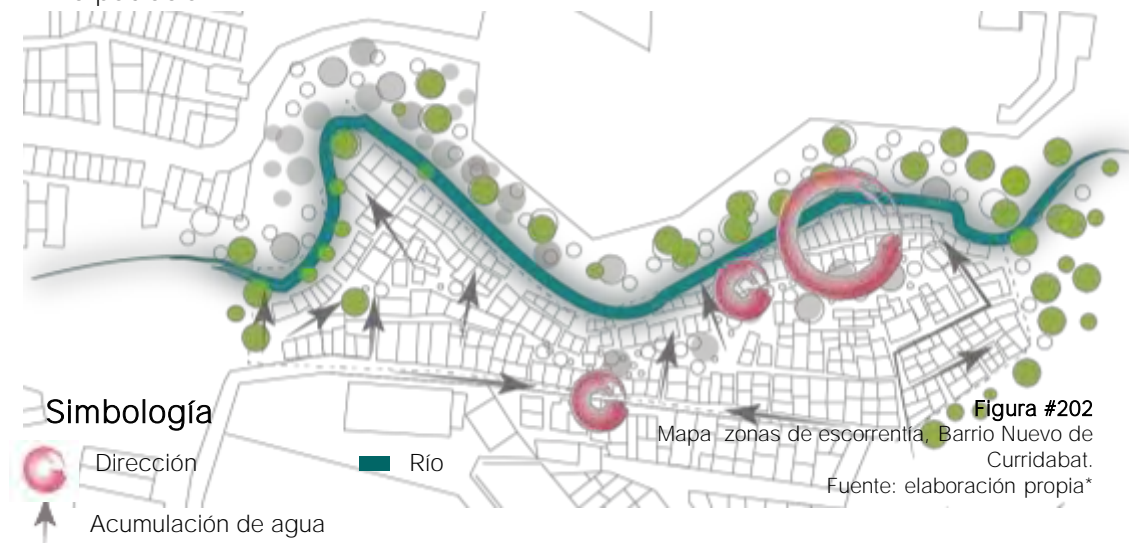 Simbología
Dirección
Río
Acumulación de agua
Figura #202
Mapa zonas de escorrentía, Barrio Nuevo de
Curridabat.
Fuente: elaboración propia*